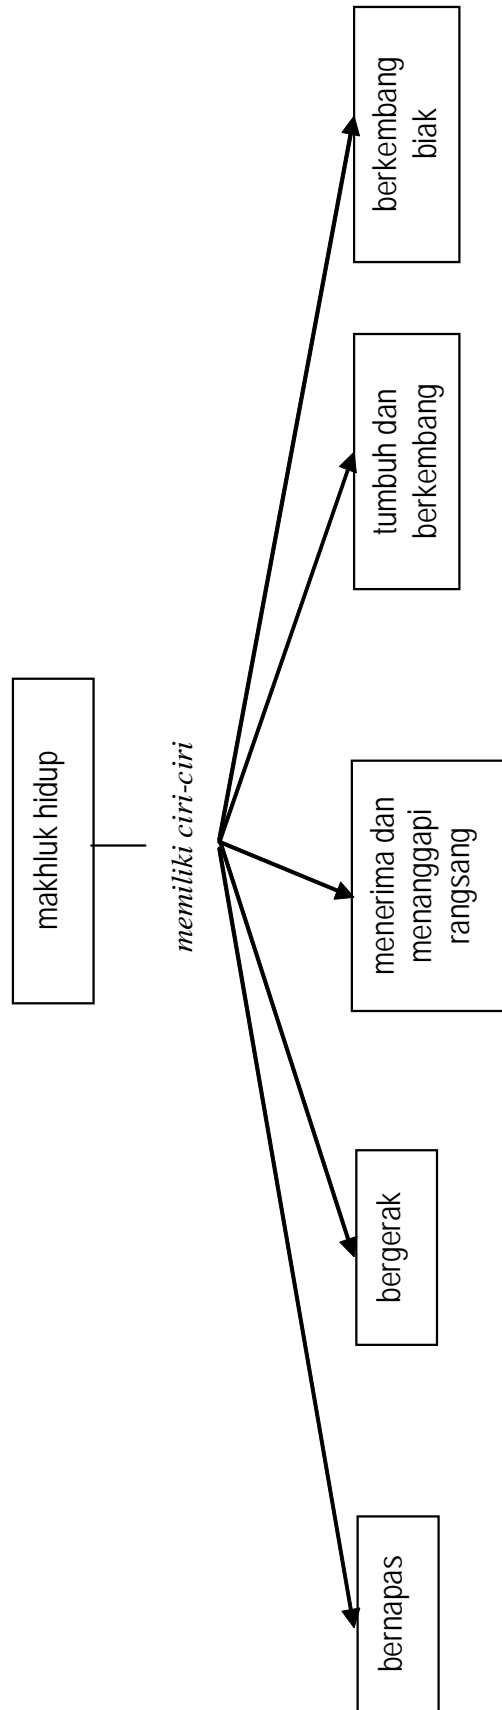 makhluk hidup
memiliki ciri-ciri
bernapas
bergerak
menerima dan
menanggapi
rangsang
tumbuh dan
berkembang
berkembang
biak